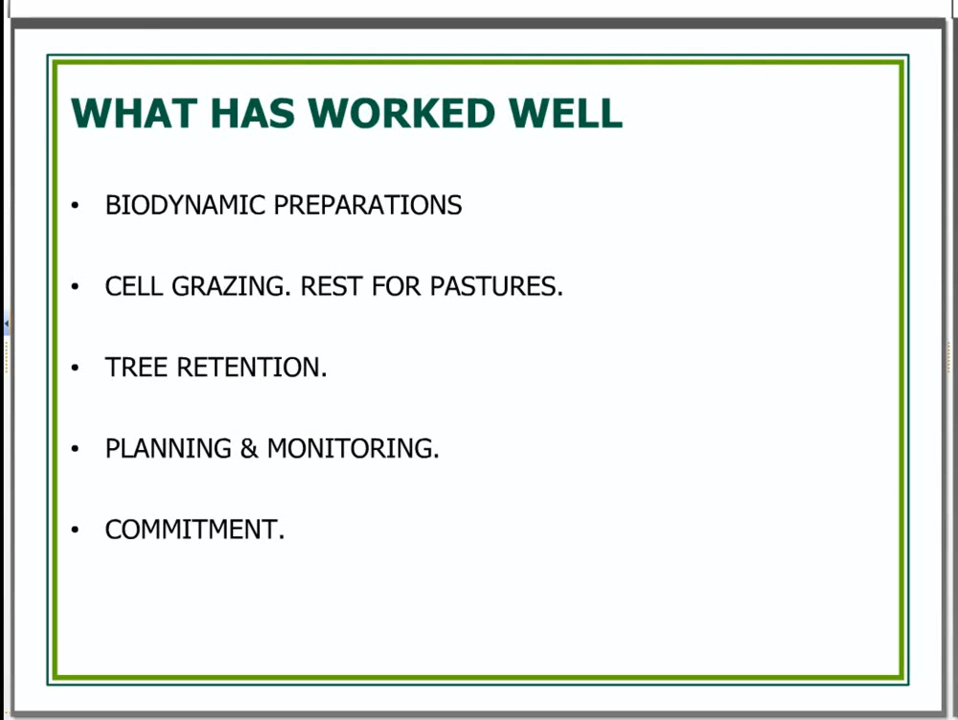 WHAT HAS WORKED WELL
• BIODYNAMIC PREPARATIONS
• CELL GRAZING. REST FOR PASTURES.
• TREE RETENTION.
• PLANNING & MONITORING.
• COMMITMENT.